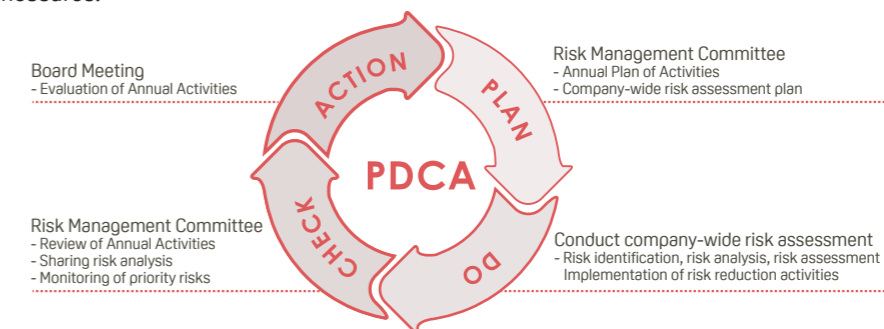 Board Meeting
- Evaluation of Annual Activities
ACTION
Risk Management Committee
- Annual Plan of Activities
- Company-wide risk assessment plan
PLAN
PDCA
Risk Management Committee
- Review of Annual Activities
- Sharing risk analysis
- Monitoring of priority risks
CHECK
DO
Conduct company-wide risk assessment
- Risk identification, risk analysis, risk assessment
Implementation of risk reduction activities